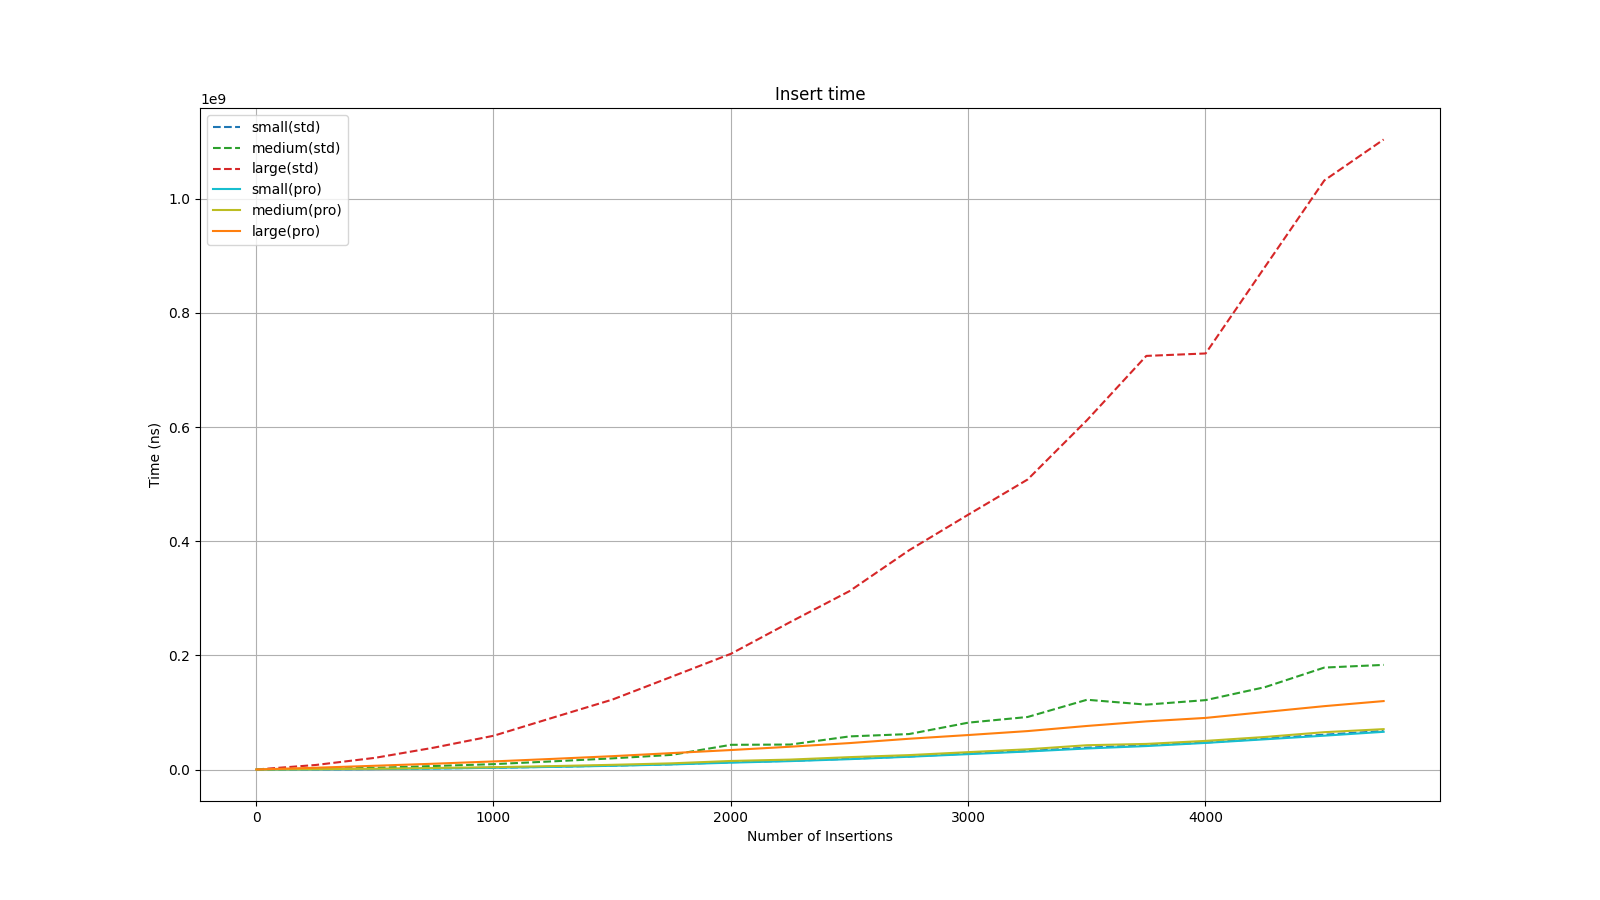 Insert time
1e9
small(std)
medium(std)
large(std)
small(pro)
medium(pro)
large(pro)
1.0
0.8
0.6
0.4
0.2
0.0
Time (ns)
0 1000 2000 3000 4000
Number of Insertions